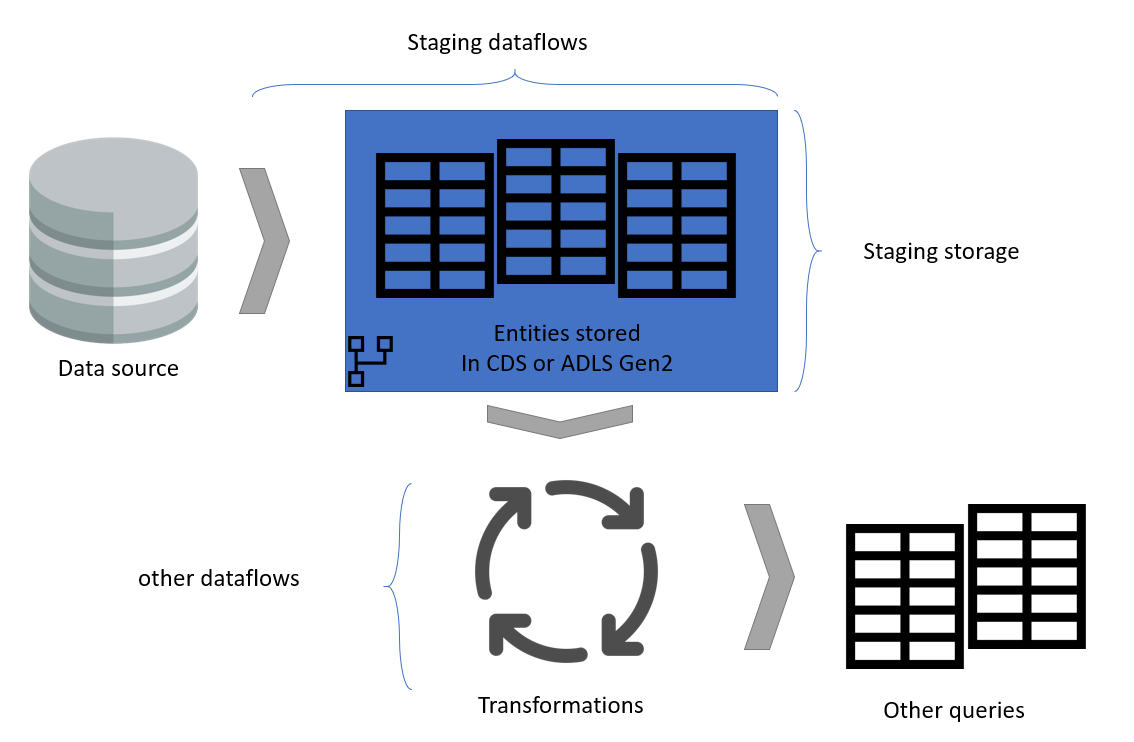 Staging dataflows
Staging storage
Entities stored
In CDS or ADLS Gen2
Data source
other dataflows
Transformations
Other queries